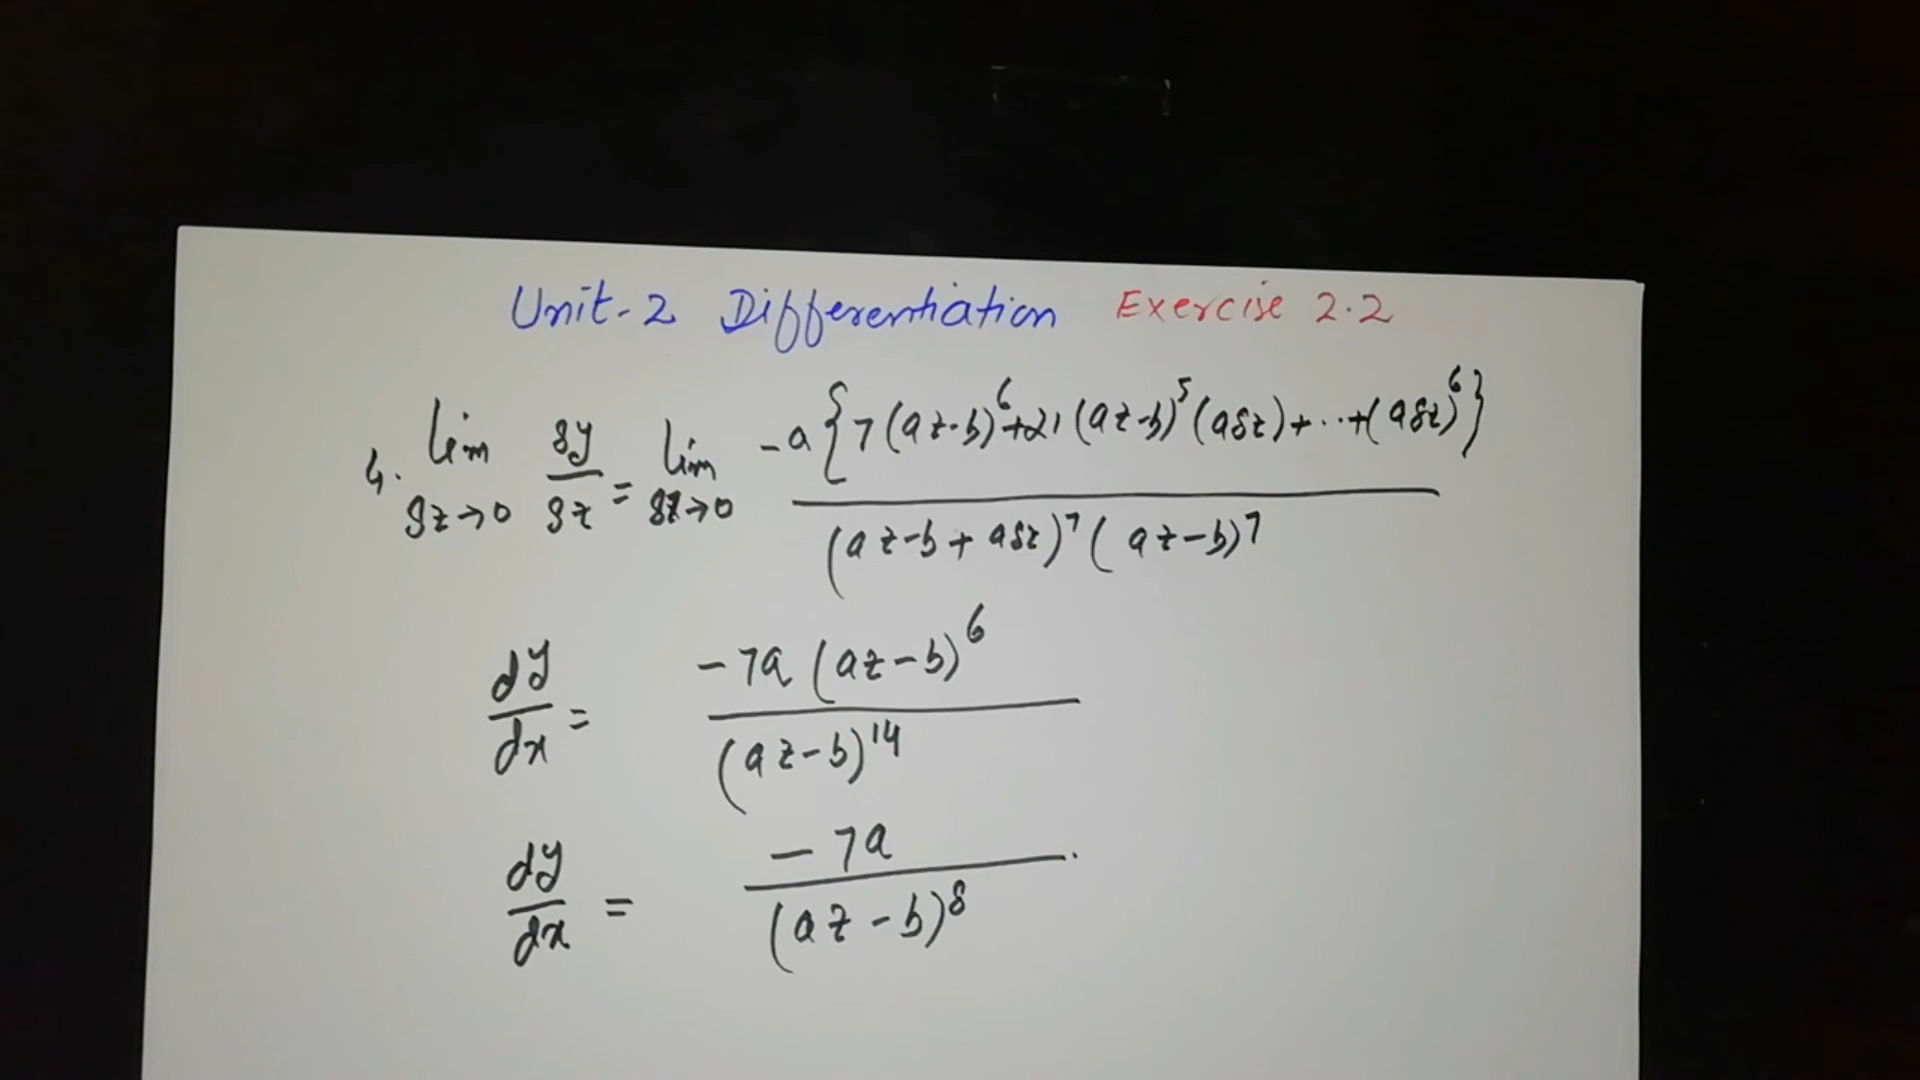 Unit-2 Differentiation Exercise 2.2
4. lim δz→0 δy/δz = lim δz→0 -a{7(az-b)^6+21(az-b)^5(aδz)+...+(aδz)^6} / (az-b+aδz)^7(az-b)^7
dy/dx = -7a(az-b)^6 / (az-b)^14
dy/dx = -7a / (az-b)^8.